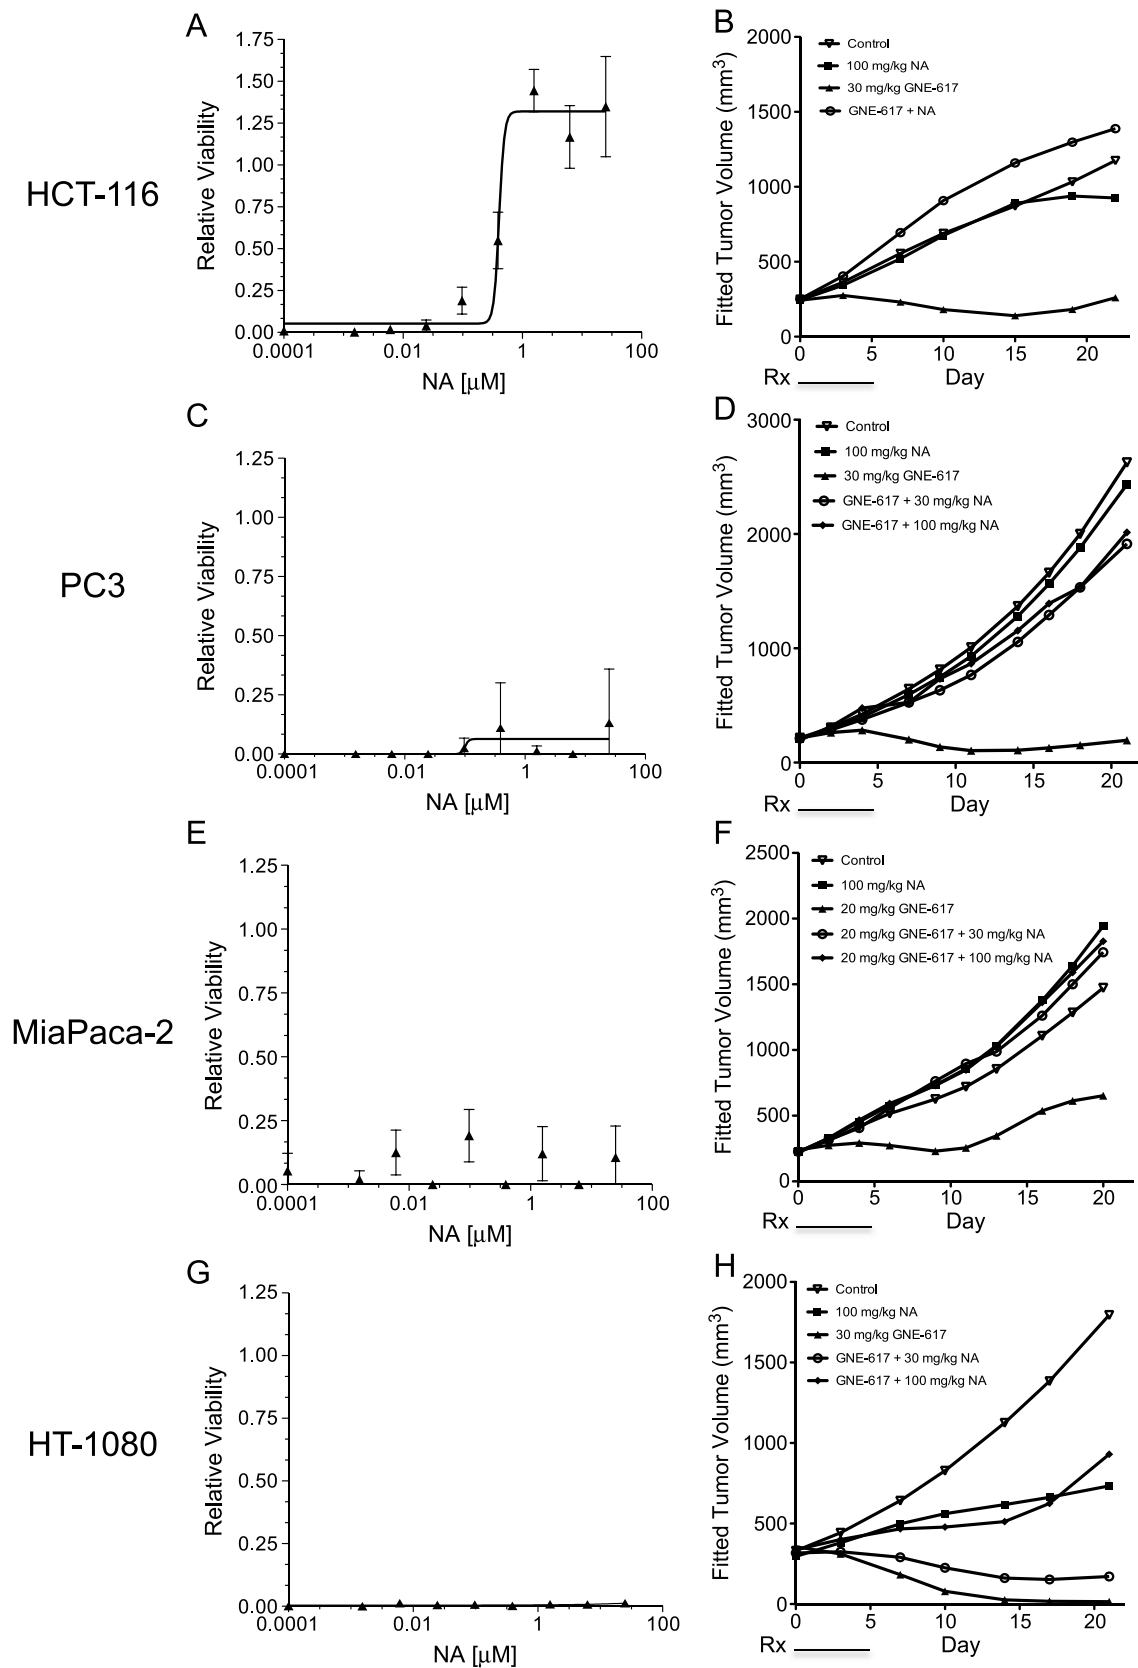 A
HCT-116
Relative Viability
1.75
1.50
1.25
1.00
0.75
0.50
0.25
0.00
0.0001
0.01
1
100
NA [µM]
B
Fitted Tumor Volume (mm³)
2000
1500
1000
500
0
Control
100 mg/kg NA
30 mg/kg GNE-617
GNE-617 + NA
0
5
10
15
20
Rx
Day
C
PC3
Relative Viability
1.25
1.00
0.75
0.50
0.25
0.00
0.0001
0.01
1
100
NA [µM]
D
Fitted Tumor Volume (mm³)
3000
2000
1000
0
Control
100 mg/kg NA
30 mg/kg GNE-617
GNE-617 + 30 mg/kg NA
GNE-617 + 100 mg/kg NA
0
5
10
15
20
Rx
Day
E
MiaPaca-2
Relative Viability
1.25
1.00
0.75
0.50
0.25
0.00
0.0001
0.01
1
100
NA [µM]
F
Fitted Tumor Volume (mm³)
2500
2000
1500
1000
500
0
Control
100 mg/kg NA
20 mg/kg GNE-617
20 mg/kg GNE-617 + 30 mg/kg NA
20 mg/kg GNE-617 + 100 mg/kg NA
0
5
10
15
20
Rx
Day
G
HT-1080
Relative Viability
1.25
1.00
0.75
0.50
0.25
0.00
0.0001
0.01
1
100
NA [µM]
H
Fitted Tumor Volume (mm³)
2000
1500
1000
500
0
Control
100 mg/kg NA
30 mg/kg GNE-617
GNE-617 + 30 mg/kg NA
GNE-617 + 100 mg/kg NA
0
5
10
15
20
Rx
Day